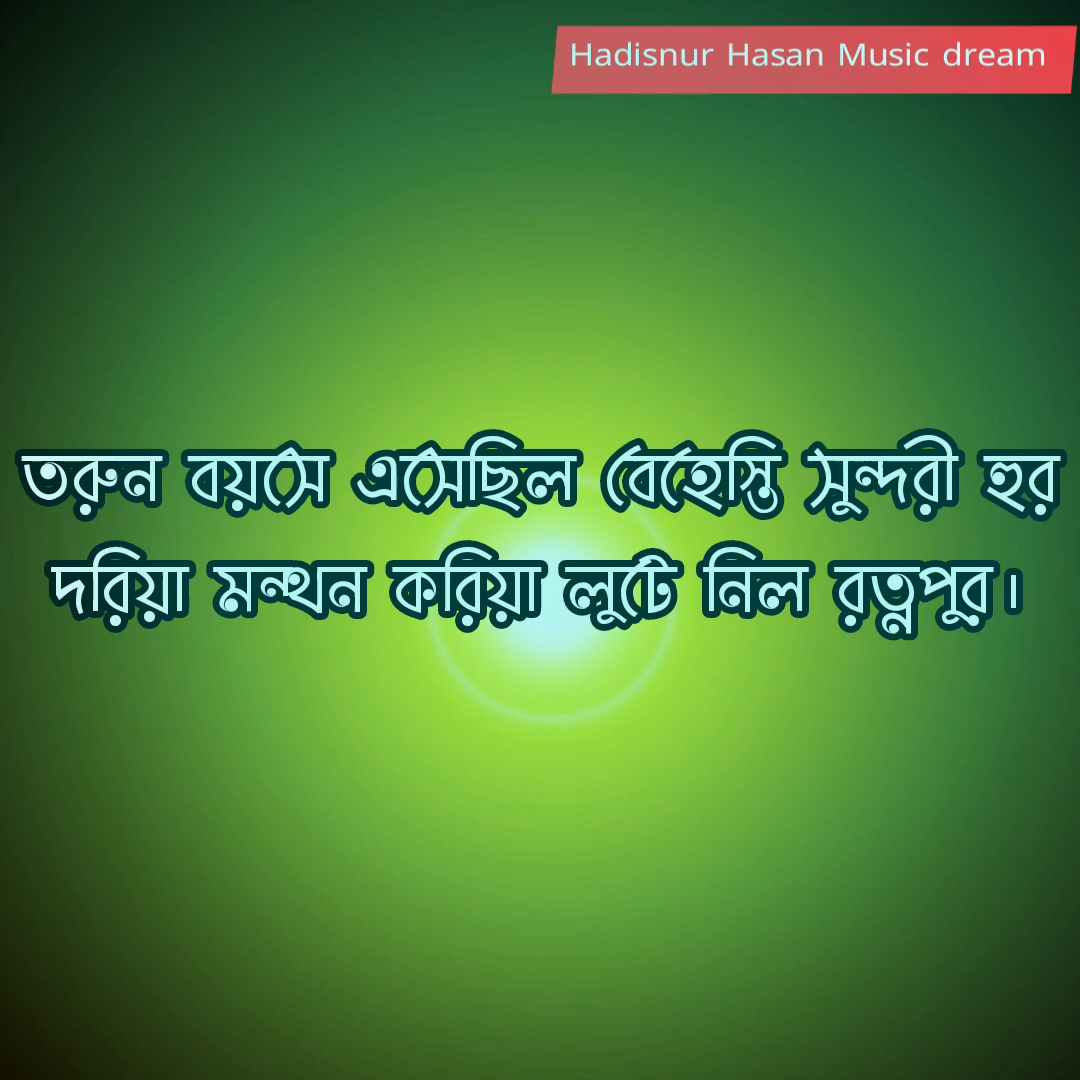 Hadisnur Hasan Music dream
তরুন বয়সে এসেছিল বেহেস্তি সুন্দরী হুর
দরিয়া মন্থন করিয়া লুটে নিল রত্নপুর।